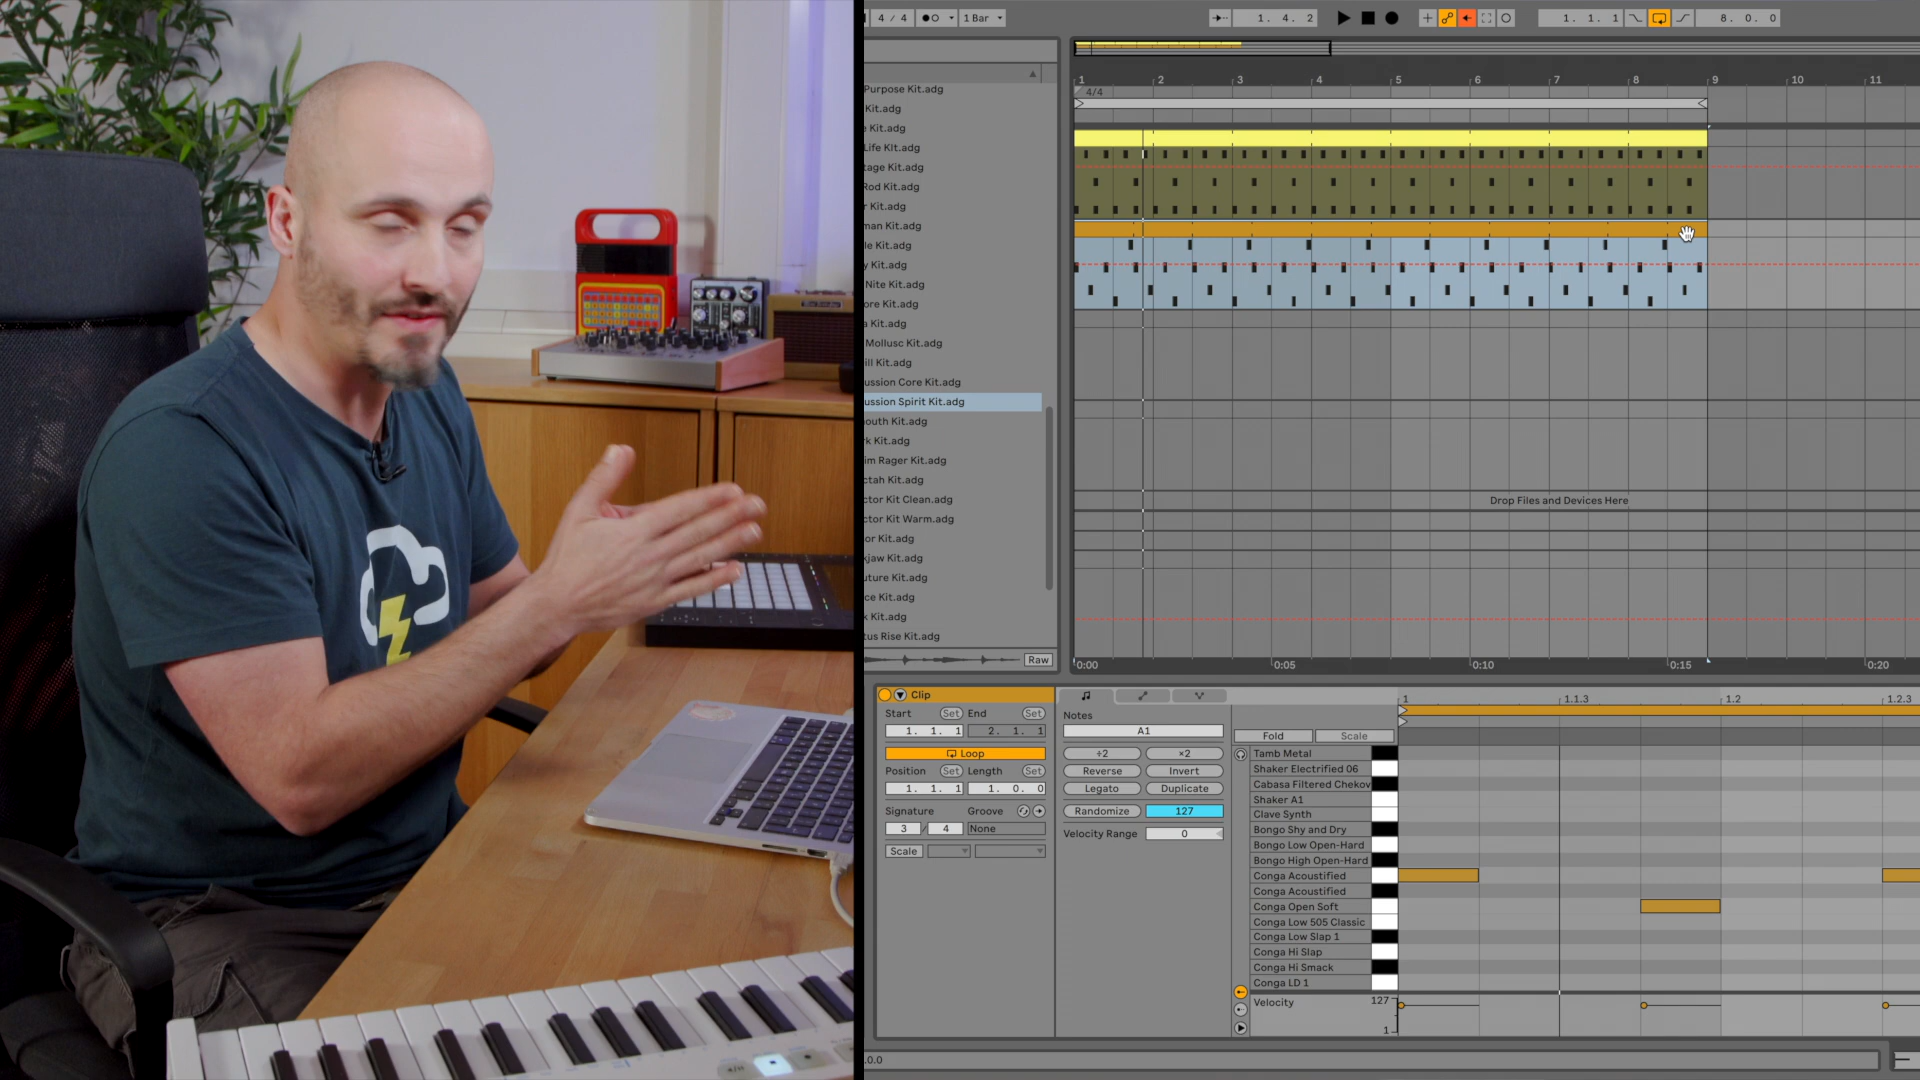 4 / 4
1 Bar
1. 4. 2
1. 1. 1
8. 0. 0
1 2 3 4 5 6 7 8 9 10 11
4/4
Purpose Kit.adg
Kit.adg
e Kit.adg
Life KIt.adg
tage Kit.adg
Rod Kit.adg
r Kit.adg
man Kit.adg
le Kit.adg
y Kit.adg
Nite Kit.adg
ore Kit.adg
a Kit.adg
Mollusc Kit.adg
ill Kit.adg
ussion Core Kit.adg
ussion Spirit Kit.adg
outh Kit.adg
rk Kit.adg
im Rager Kit.adg
ctah Kit.adg
ctor Kit Clean.adg
ctor Kit Warm.adg
or Kit.adg
kjaw Kit.adg
uture Kit.adg
ce Kit.adg
k Kit.adg
tus Rise Kit.adg
Raw
Drop Files and Devices Here
0:00 0:05 0:10 0:15 0:20
Clip
Start Set End Set
1. 1. 1 2. 1. 1
Loop
Position Set Length Set
1. 1. 1 1. 0. 0
Signature Groove
3 / 4 None
Scale
Notes
A1
÷2 ×2
Reverse Invert
Legato Duplicate
Randomize 127
Velocity Range 0
1 1.1.3 1.2 1.2.3
Fold Scale
Tamb Metal
Shaker Electrified 06
Cabasa Filtered Chekov
Shaker A1
Clave Synth
Bongo Shy and Dry
Bongo Low Open-Hard
Bongo High Open-Hard
Conga Acoustified
Conga Acoustified
Conga Open Soft
Conga Low 505 Classic
Conga Low Slap 1
Conga Hi Slap
Conga Hi Smack
Conga LD 1
Velocity 127
1
.0.0